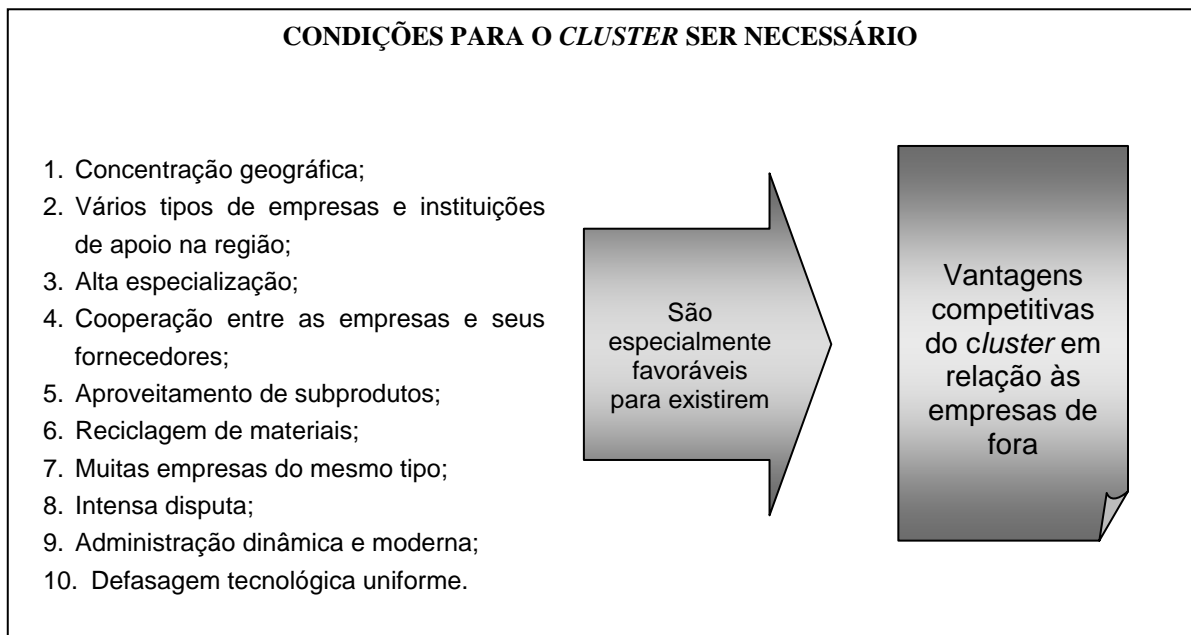 CONDIÇÕES PARA O CLUSTER SER NECESSÁRIO
1. Concentração geográfica;
2. Vários tipos de empresas e instituições
de apoio na região;
3. Alta especialização;
4. Cooperação entre as empresas e seus
fornecedores;
5. Aproveitamento de subprodutos;
6. Reciclagem de materiais;
7. Muitas empresas do mesmo tipo;
8. Intensa disputa;
9. Administração dinâmica e moderna;
10. Defasagem tecnológica uniforme.
São
especialmente
favoráveis
para existirem
Vantagens
competitivas
do cluster em
relação às
empresas de
fora